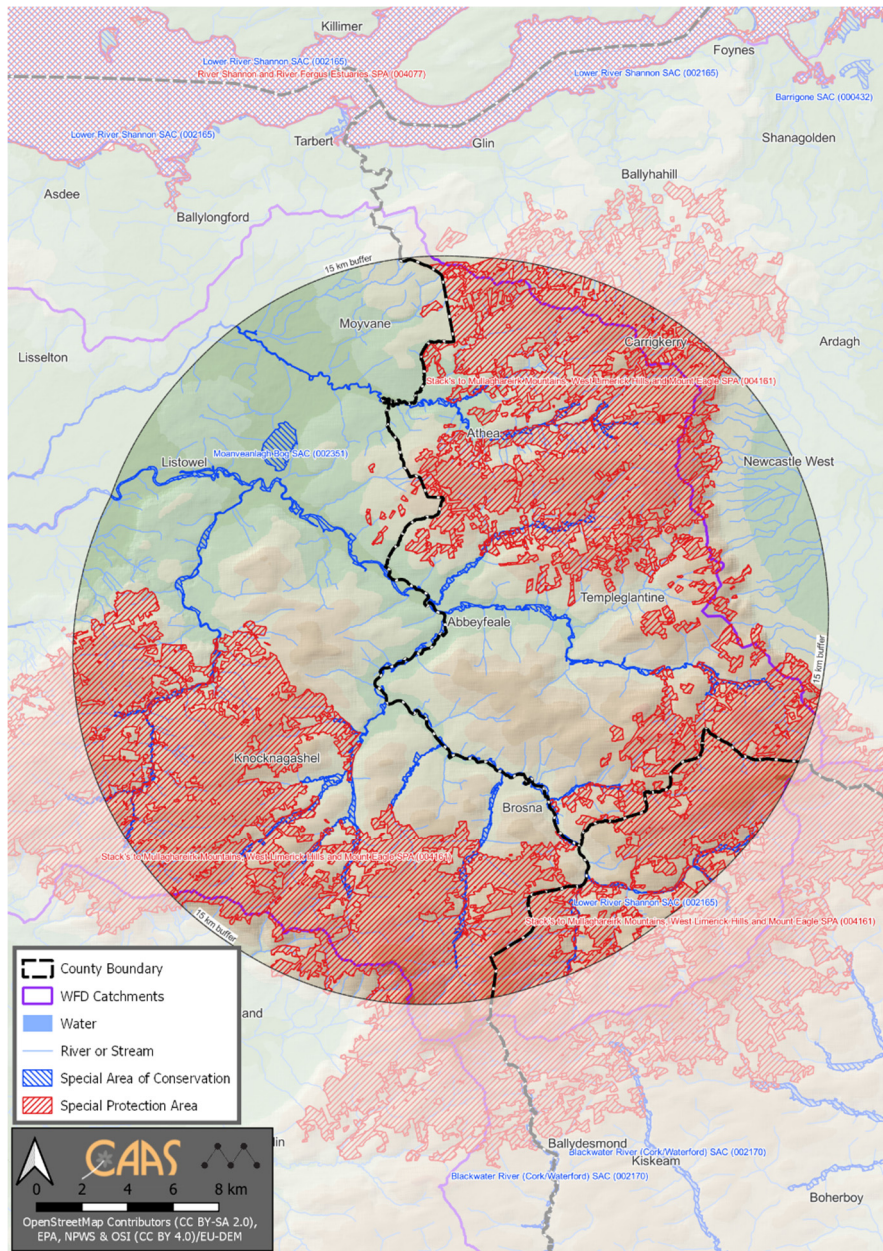 Killimer
Foynes
Lower River Shannon SAC (002165)
River Shannon and River Fergus Estuaries SPA (004077)
Lower River Shannon SAC (002165)
Barrigone SAC (000432)
Lower River Shannon SAC (002165)
Tarbert
Glin
Shanagolden
Asdee
Ballyhahill
Ballylongford
15 km buffer
Moyvane
Carrigkerry
Ardagh
Lisselton
Stack's to Mullaghareirk Mountains, West Limerick Hills and Mount Eagle SPA (004161)
Athea
Moanveanlagh Bog SAC (002351)
Listowel
Newcastle West
Templeglantine
Abbeyfeale
15 km buffer
Knocknagashel
Brosna
Stack's to Mullaghareirk Mountains, West Limerick Hills and Mount Eagle SPA (004161)
Lower River Shannon SAC (002165)
Stack's to Mullaghareirk Mountains, West Limerick Hills and Mount Eagle SPA (004161)
15 km buffer
County Boundary
WFD Catchments
Water
River or Stream
Special Area of Conservation
Special Protection Area
and
lin
CAAS
0 2 4 6 8 km
OpenStreetMap Contributors (CC BY-SA 2.0),
EPA, NPWS & OSI (CC BY 4.0)/EU-DEM
Ballydesmond
Blackwater River (Cork/Waterford) SAC (002170)
Kiskeam
Blackwater River (Cork/Waterford) SAC (002170)
Boherboy